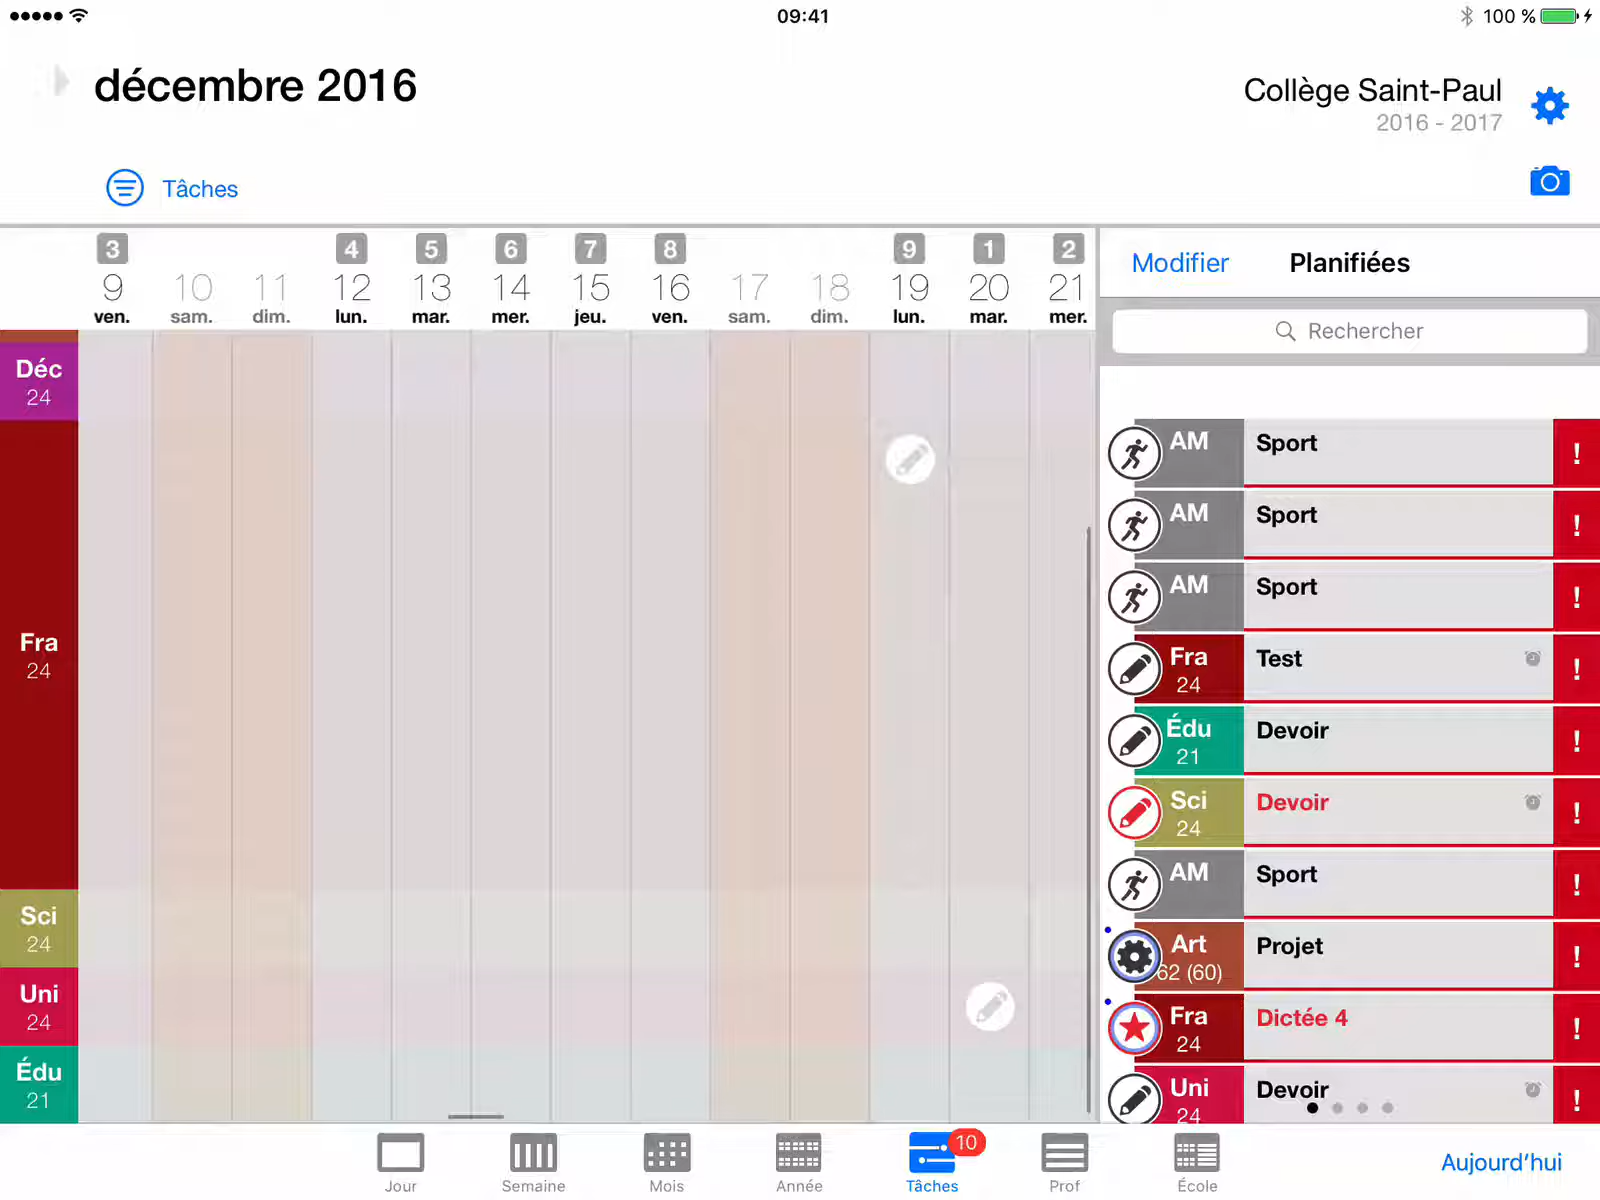 09:41
100 %
décembre 2016
Collège Saint-Paul
2016 - 2017
Tâches
3 4 5 6 7 8 9 1 2
9 10 11 12 13 14 15 16 17 18 19 20 21
ven. sam. dim. lun. mar. mer. jeu. ven. sam. dim. lun. mar. mer.
Déc
24
Fra
24
Sci
24
Uni
24
Édu
21
Modifier Planifiées
Rechercher
AM Sport !
AM Sport !
AM Sport !
Fra Test !
24
Édu Devoir !
21
Sci Devoir !
24
AM Sport !
Art Projet !
62 (60)
Fra Dictée 4 !
24
Uni Devoir !
24
10
Jour Semaine Mois Année Tâches Prof École
Aujourd’hui